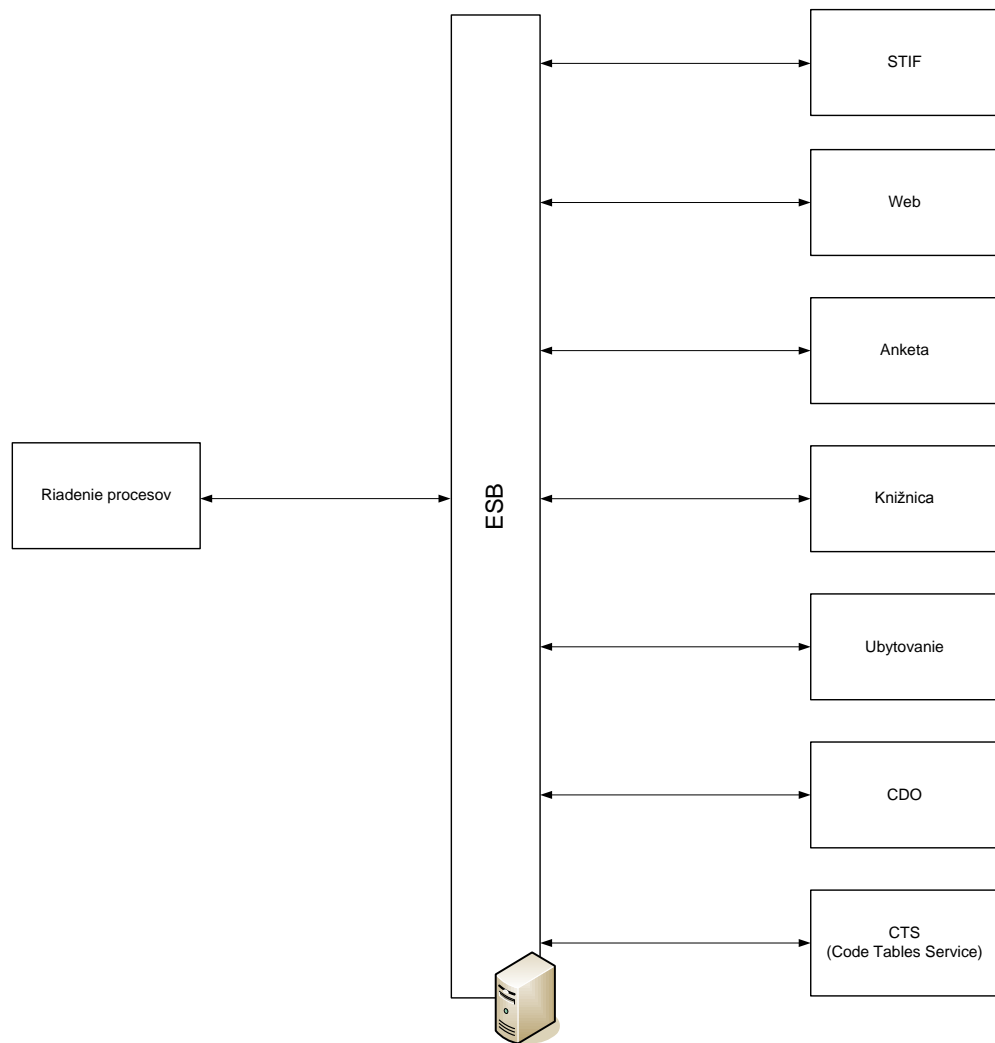 STIF
Web
Anketa
Riadenie procesov
ESB
Knižnica
Ubytovanie
CDO
CTS
(Code Tables Service)